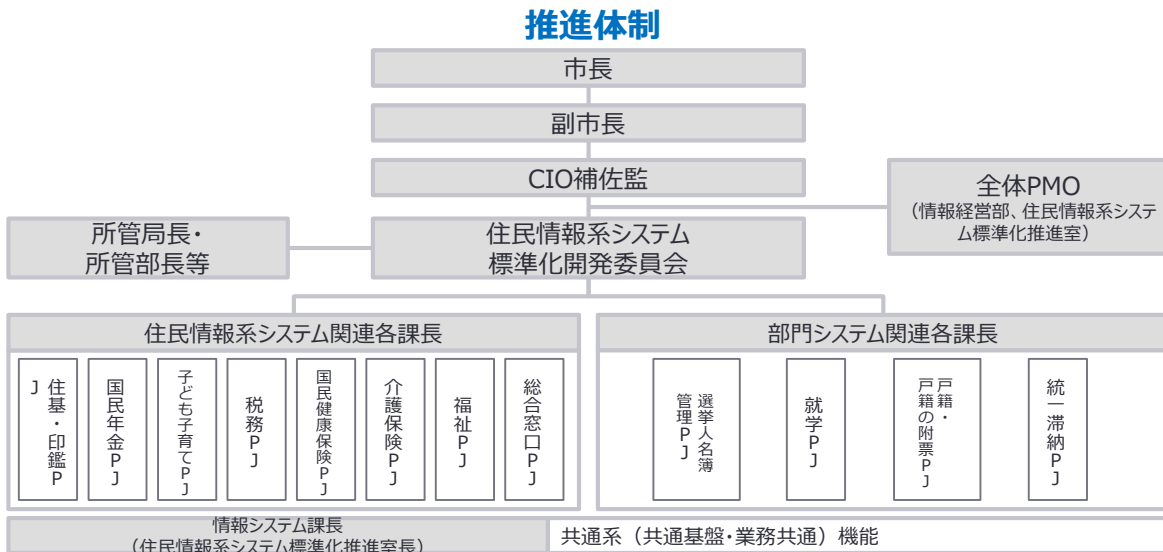 推進体制
市長
副市長
CIO補佐監
全体PMO
（情報経営部、住民情報系システ
ム標準化推進室）
所管局長・
所管部長等
住民情報系システム
標準化開発委員会
住民情報系システム関連各課長
住基・印鑑P
J
国民年金PJ
子ども子育てPJ
税務PJ
国民健康保険PJ
介護保険PJ
福祉PJ
総合窓口PJ
部門システム関連各課長
選挙人名簿
管理PJ
就学PJ
戸籍・
戸籍の附票PJ
統一滞納PJ
情報システム課長
（住民情報系システム標準化推進室長）
共通系（共通基盤・業務共通）機能